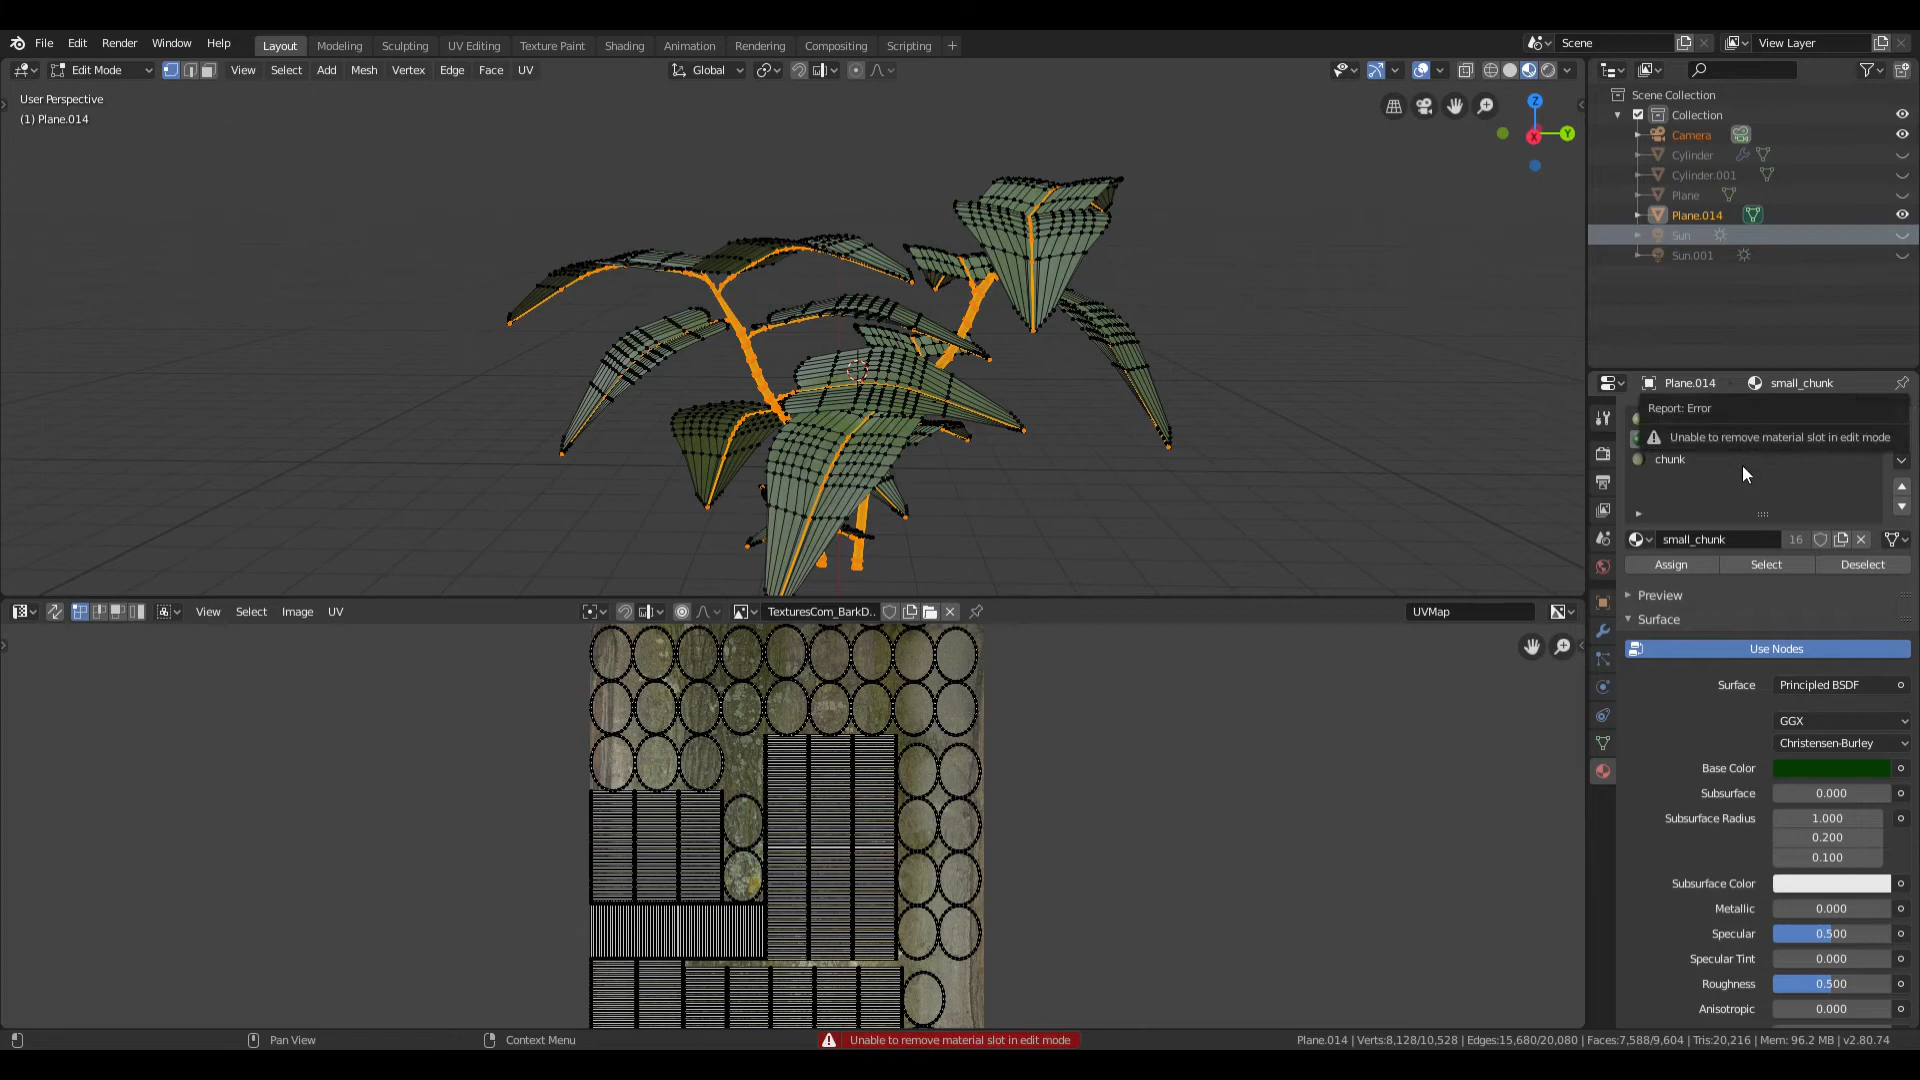 File Edit Render Window Help Layout Modeling Sculpting UV Editing Texture Paint Shading Animation Rendering Compositing Scripting + Scene View Layer
Edit Mode View Select Add Mesh Vertex Edge Face UV Global
User Perspective
(1) Plane.014
Z
Y
X
Scene Collection
Collection
Camera
Cylinder
Cylinder.001
Plane
Plane.014
Sun
Sun.001
Plane.014 small_chunk
Report: Error
Unable to remove material slot in edit mode
chunk
small_chunk 16
Assign Select Deselect
Preview
Surface
Use Nodes
Surface Principled BSDF
GGX
Christensen-Burley
Base Color
Subsurface 0.000
Subsurface Radius 1.000
0.200
0.100
Subsurface Color
Metallic 0.000
Specular 0.500
Specular Tint 0.000
Roughness 0.500
Anisotropic 0.000
View Select Image UV TexturesCom_BarkD.. UVMap
Pan View Context Menu Unable to remove material slot in edit mode Plane.014 | Verts:8,128/10,528 | Edges:15,680/20,080 | Faces:7,588/9,604 | Tris:20,216 | Mem: 96.2 MB | v2.80.74